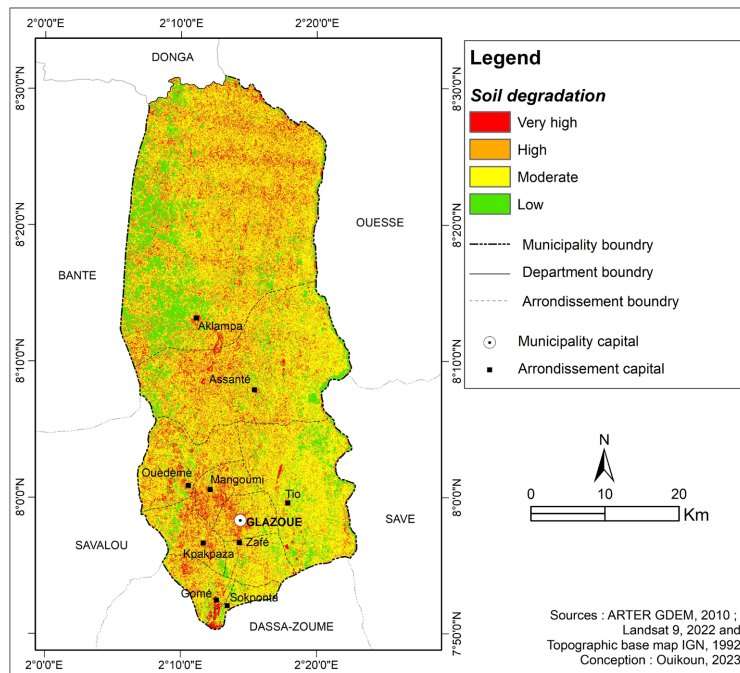 2°0'0"E
2°10'0"E
2°20'0"E
DONGA
8°30'0"N
8°30'0"N
OUESSE
8°20'0"N
8°20'0"N
BANTE
Aklampa
8°10'0"N
8°10'0"N
Assanté
Ouèdèmè
Mangoumi
Tio
8°0'0"N
8°0'0"N
GLAZOUE
SAVE
SAVALOU
Kpakpaza
Zafé
Gomé
Sokponta
DASSA-ZOUME
7°50'0"N
2°0'0"E
2°10'0"E
2°20'0"E
Legend
Soil degradation
Very high
High
Moderate
Low
Municipality boundry
Department boundry
Arrondissement boundry
Municipality capital
Arrondissement capital
N
0 10 20
Km
Sources : ARTER GDEM, 2010 ;
Landsat 9, 2022 and
Topographic base map IGN, 1992
Conception : Ouikoun, 2023